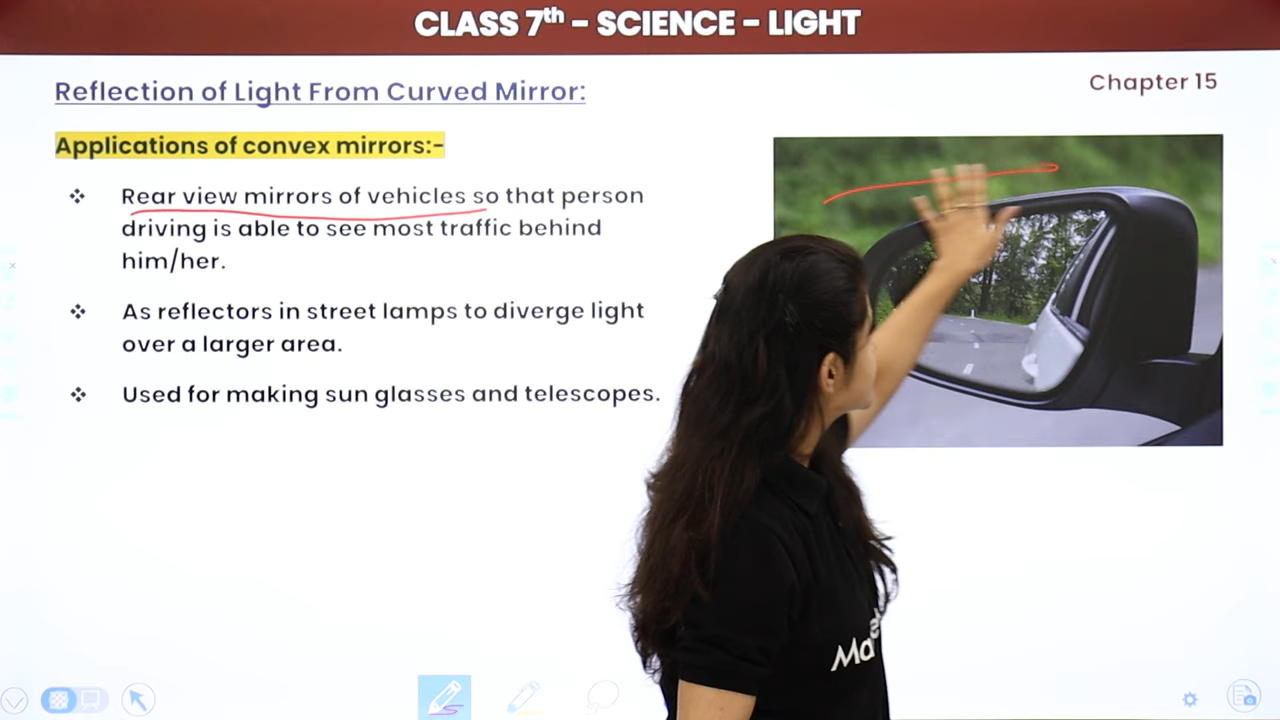 CLASS 7th - SCIENCE - LIGHT
Reflection of Light From Curved Mirror:
Chapter 15
Applications of convex mirrors:-
❖ Rear view mirrors of vehicles so that person
driving is able to see most traffic behind
him/her.
❖ As reflectors in street lamps to diverge light
over a larger area.
❖ Used for making sun glasses and telescopes.